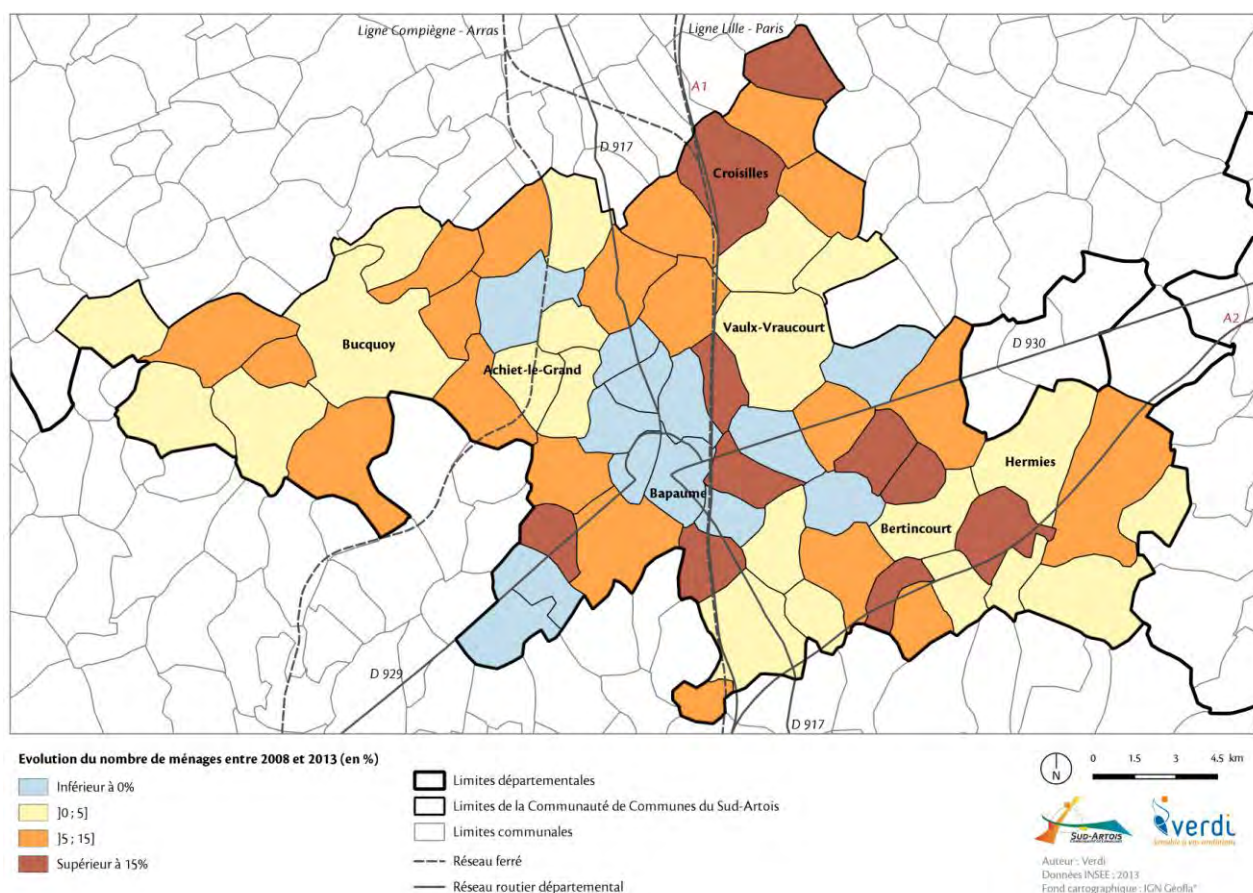 Ligne Compiègne - Arras
Ligne Lille - Paris
A1
D 917
Croisilles
Vaulx-Vraucourt
D 930
A2
Bucquoy
Achiet-le-Grand
Hermies
Bapaume
Bertincourt
D 929
D 917
Evolution du nombre de ménages entre 2008 et 2013 (en %)
Inférieur à 0%
]0 ; 5]
]5 ; 15]
Supérieur à 15%
Limites départementales
Limites de la Communauté de Communes du Sud-Artois
Limites communales
Réseau ferré
Réseau routier départemental
N
0 1.5 3 4.5 km
SUD-ARTOIS
verdi
Auteur : Verdi
Données INSEE ; 2013
Fond cartographique : IGN Géofla®